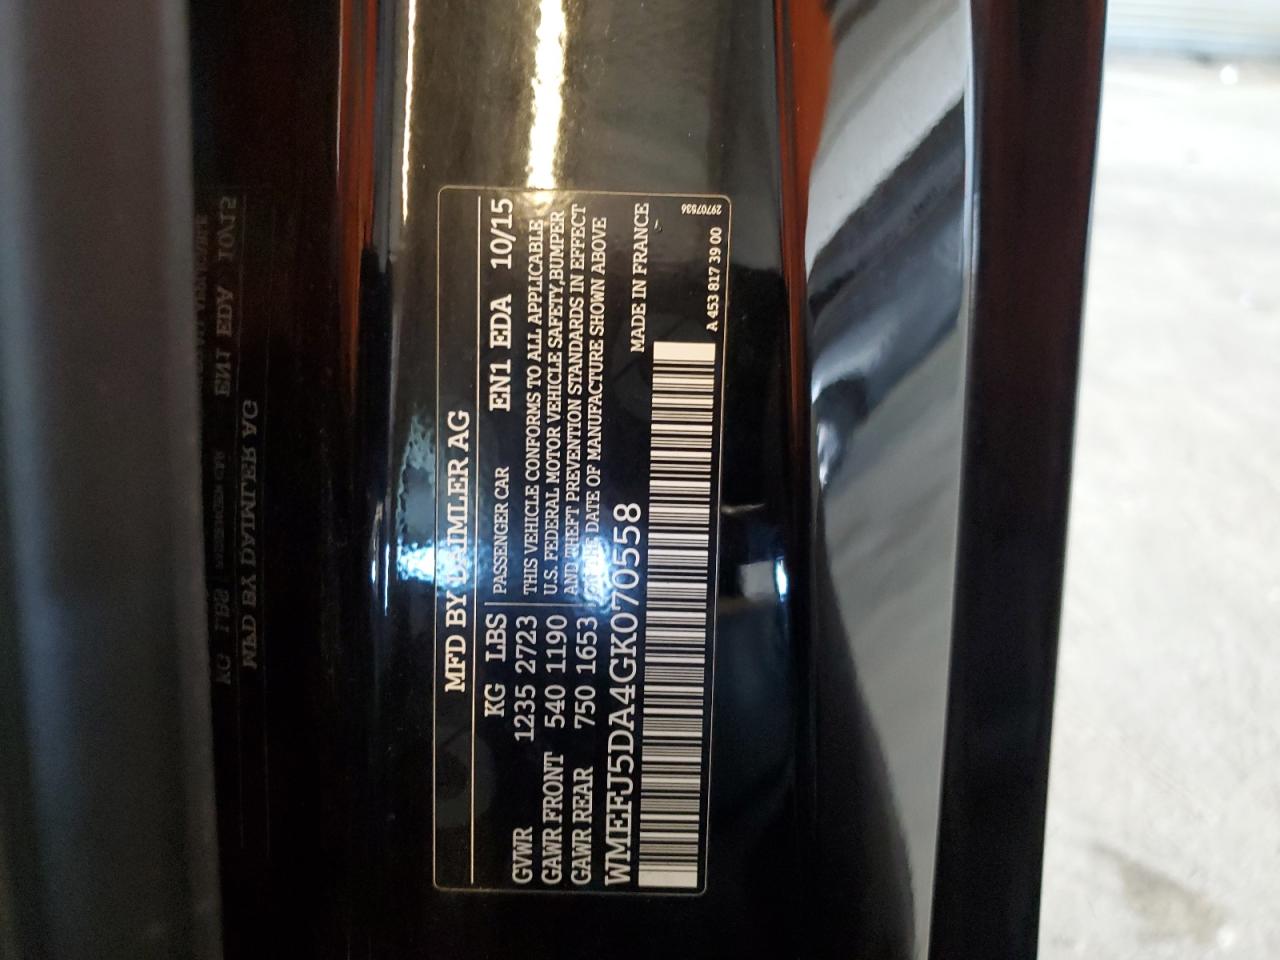 MFD BY DAIMLER AG
KG LBS PASSENGER CAR EN1 EDA 10/15
GVWR 1235 2723 THIS VEHICLE CONFORMS TO ALL APPLICABLE
GAWR FRONT 540 1190 U.S. FEDERAL MOTOR VEHICLE SAFETY,BUMPER
GAWR REAR 750 1653 AND THEFT PREVENTION STANDARDS IN EFFECT
ON THE DATE OF MANUFACTURE SHOWN ABOVE
WMEFJ5DA4GK070558 MADE IN FRANCE
A 453 817 39 00
29707536